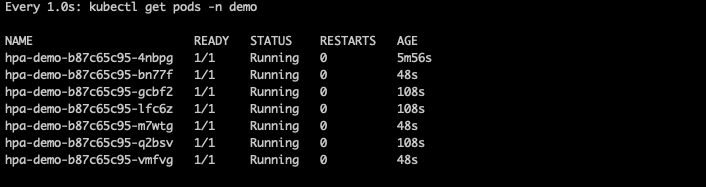 Every 1.0s: kubectl get pods -n demo
NAME READY STATUS RESTARTS AGE
hpa-demo-b87c65c95-4nbpg 1/1 Running 0 5m56s
hpa-demo-b87c65c95-bn77f 1/1 Running 0 48s
hpa-demo-b87c65c95-gcbf2 1/1 Running 0 108s
hpa-demo-b87c65c95-lfc6z 1/1 Running 0 108s
hpa-demo-b87c65c95-m7wtg 1/1 Running 0 48s
hpa-demo-b87c65c95-q2bsv 1/1 Running 0 108s
hpa-demo-b87c65c95-vmfvg 1/1 Running 0 48s